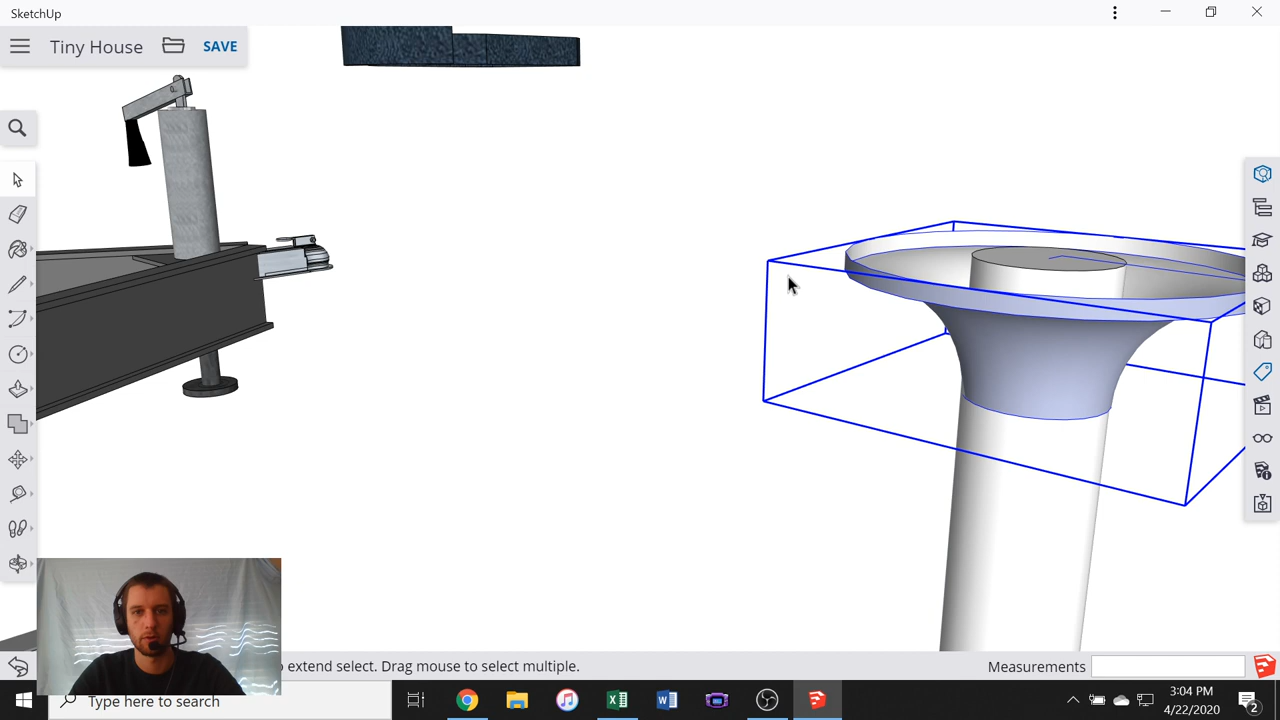 SketchUp
Tiny House
SAVE
o extend select. Drag mouse to select multiple.
Measurements
Type here to search
3:04 PM
4/22/2020
2